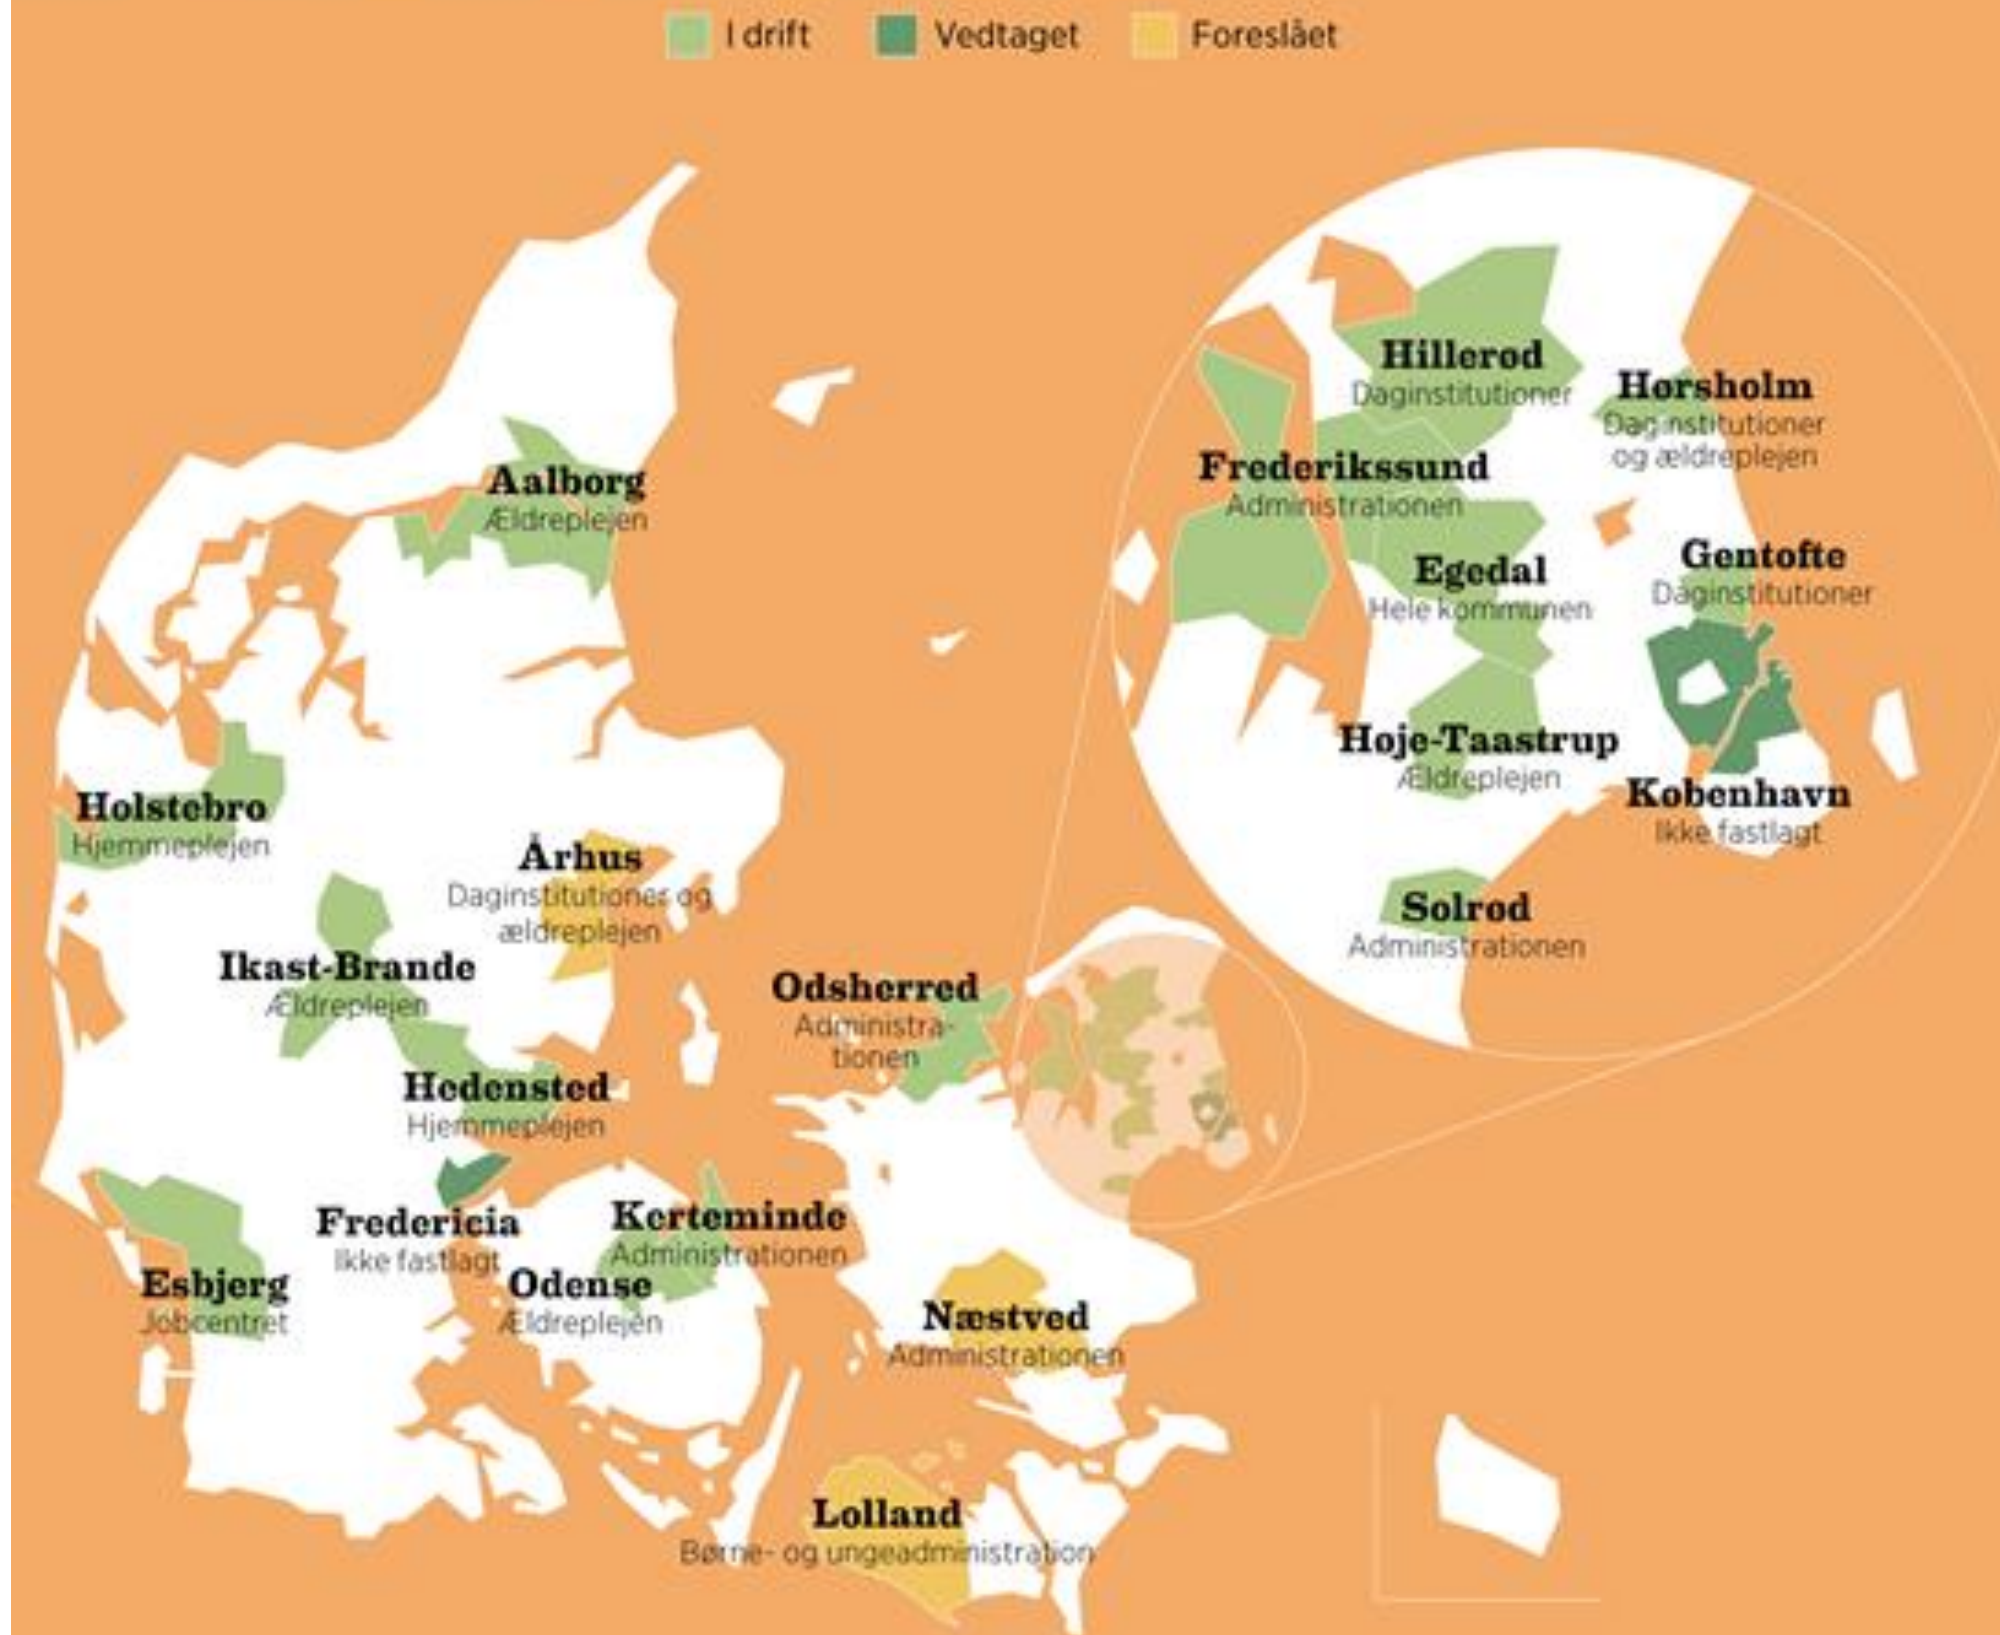 I drift
Vedtaget
Foreslået
Hillerød
Daginstitutioner
Hørsholm
Daginstitutioner
og ældreplejen
Frederikssund
Administrationen
Aalborg
Ældreplejen
Egedal
Hele kommunen
Gentofte
Daginstitutioner
Høje-Taastrup
Ældreplejen
København
Ikke fastlagt
Solrød
Administrationen
Holstebro
Hjemmeplejen
Århus
Daginstitutioner og
ældreplejen
Ikast-Brande
Ældreplejen
Odsherred
Administra-
tionen
Hedensted
Hjemmeplejen
Fredericia
Ikke fastlagt
Kerteminde
Administrationen
Esbjerg
Jobcentret
Odense
Ældreplejen
Næstved
Administrationen
Lolland
Børne- og ungeadministration